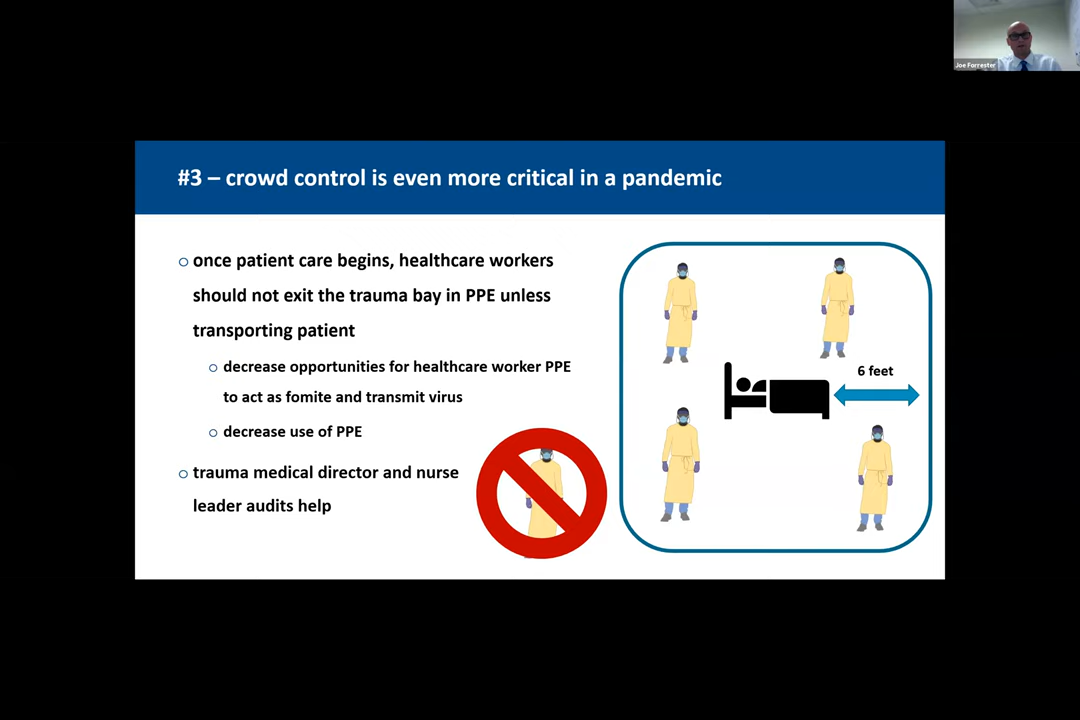 Joe Forrester
#3 – crowd control is even more critical in a pandemic
once patient care begins, healthcare workers
should not exit the trauma bay in PPE unless
transporting patient
decrease opportunities for healthcare worker PPE
to act as fomite and transmit virus
decrease use of PPE
trauma medical director and nurse
leader audits help
6 feet